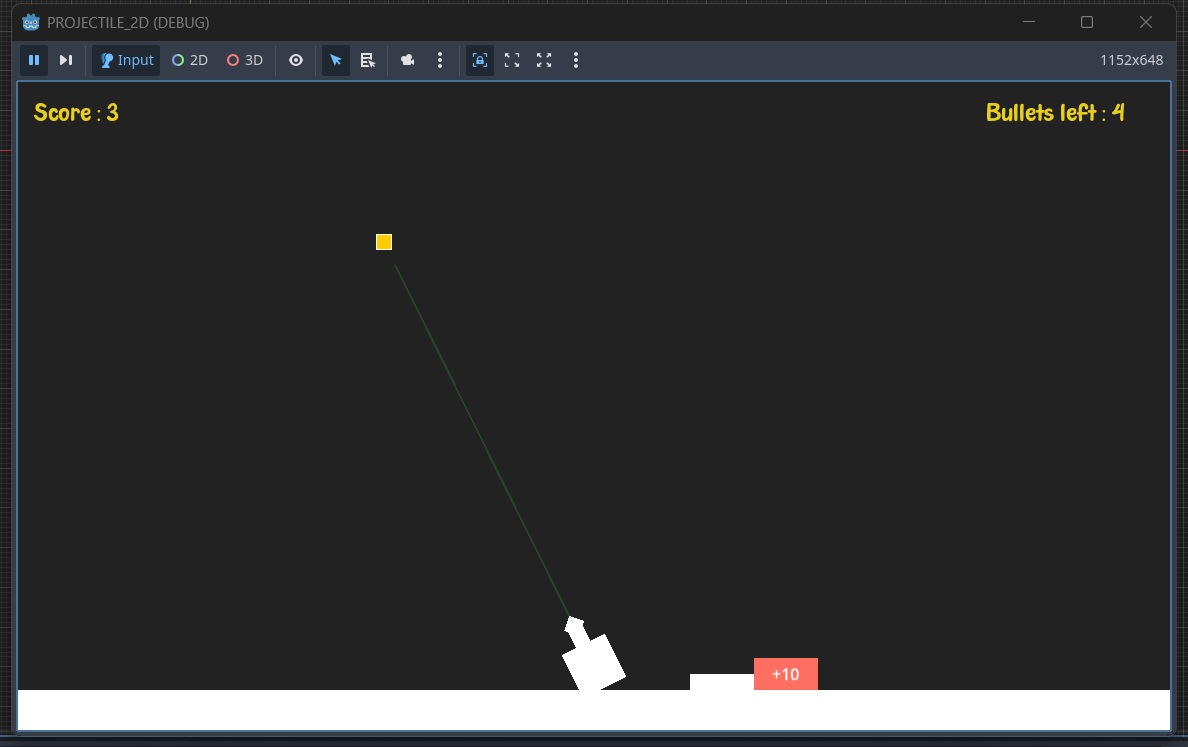 PROJECTILE_2D (DEBUG)
Input 2D 3D 1152x648
Score : 3
Bullets left : 4
+10